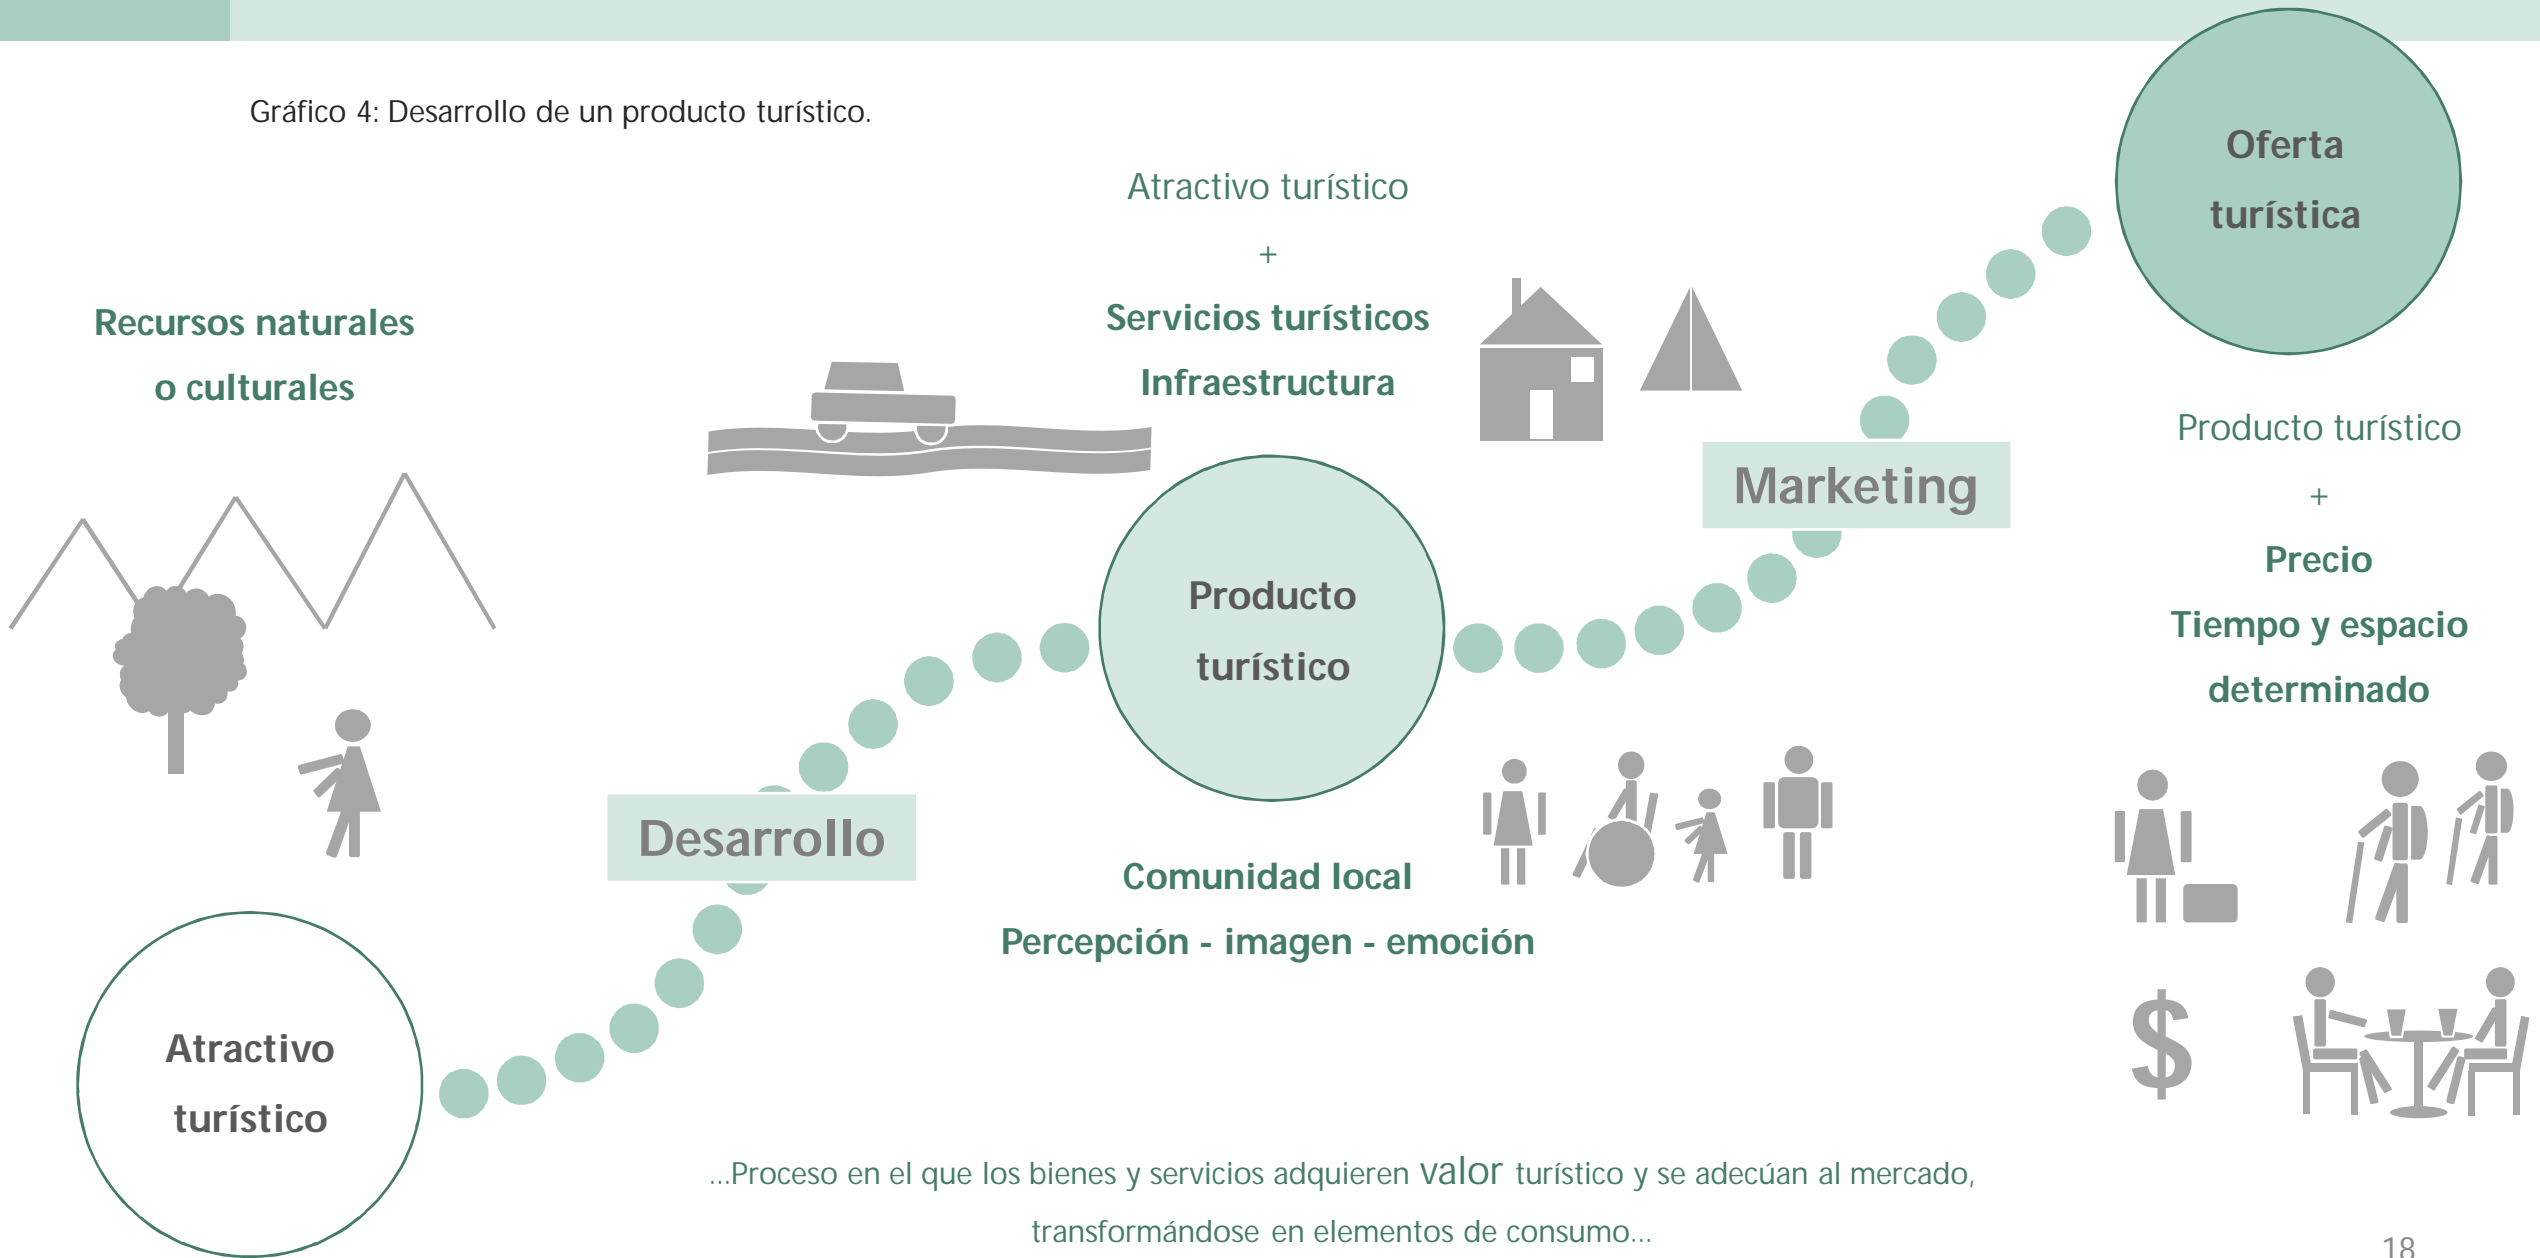 Gráfico 4: Desarrollo de un producto turístico.
Recursos naturales
o culturales
Atractivo
turístico
Desarrollo
Atractivo turístico
+
Servicios turísticos
Infraestructura
Producto
turístico
Comunidad local
Percepción - imagen - emoción
Marketing
Oferta
turística
Producto turístico
+
Precio
Tiempo y espacio
determinado
$
...Proceso en el que los bienes y servicios adquieren valor turístico y se adecúan al mercado,
transformándose en elementos de consumo...
18